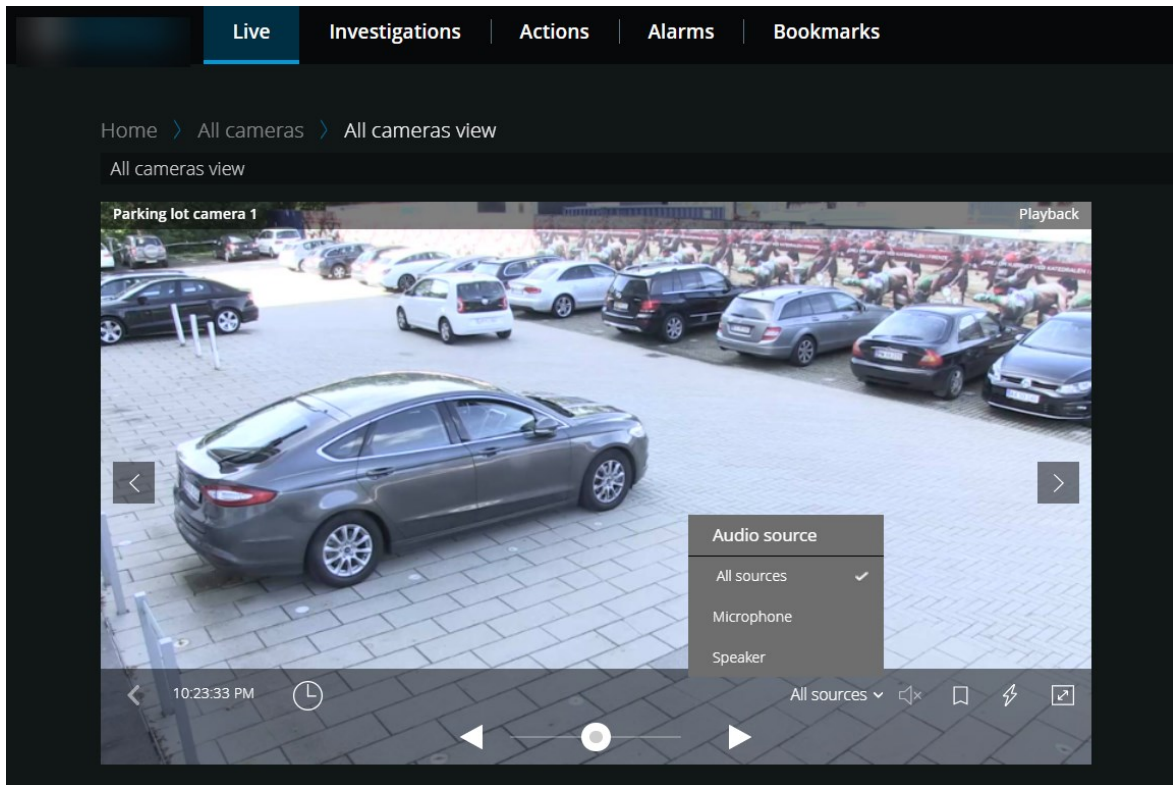 Live Investigations Actions Alarms Bookmarks
Home All cameras All cameras view
All cameras view
Parking lot camera 1 Playback
Audio source
All sources
Microphone
Speaker
10:23:33 PM All sources